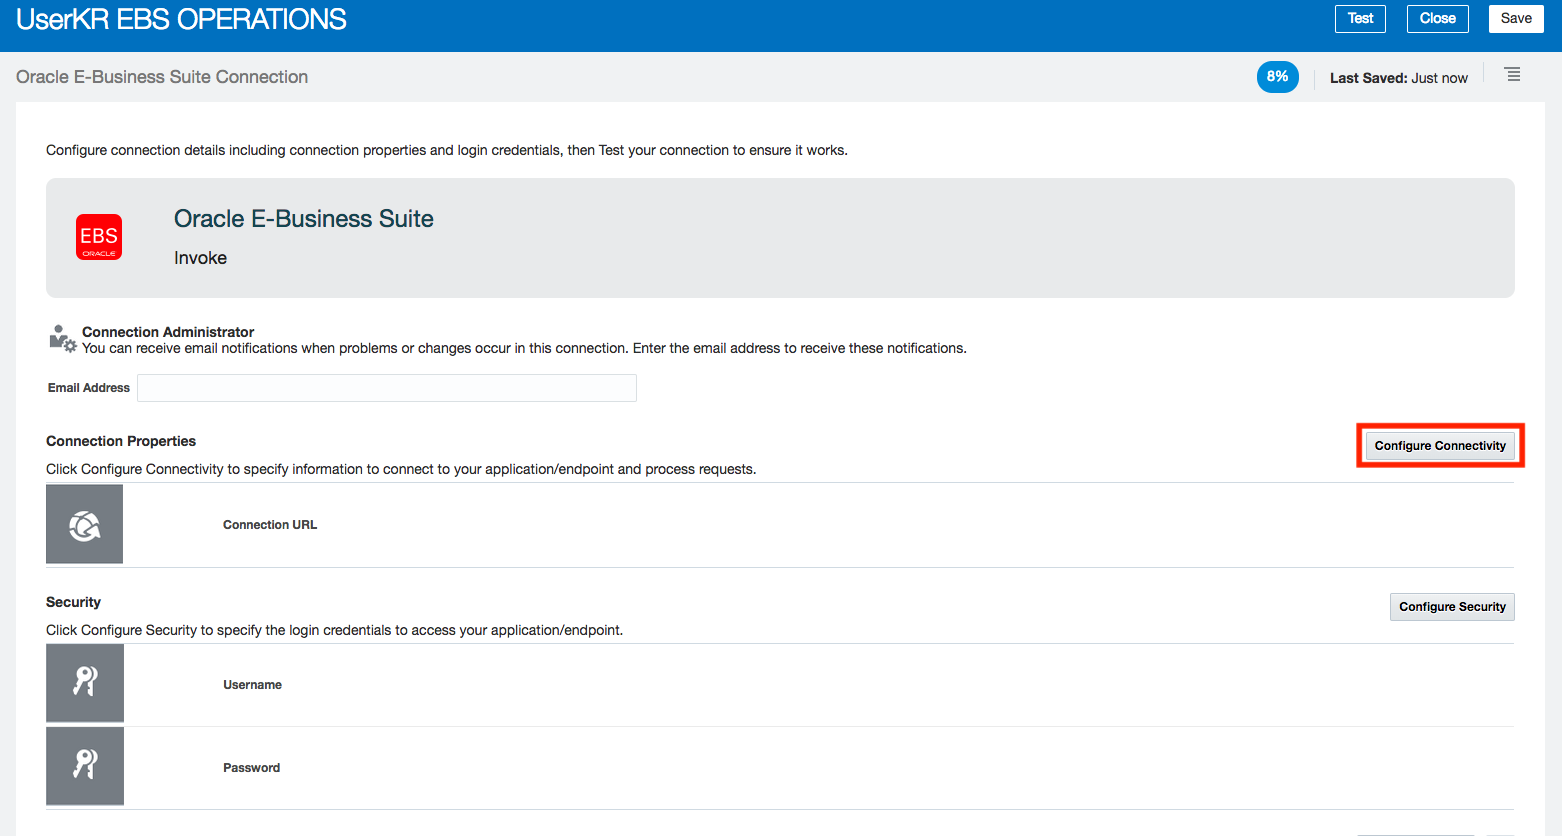 UserKR EBS OPERATIONS
Test
Close
Save
Oracle E-Business Suite Connection
8%
Last Saved: Just now
Configure connection details including connection properties and login credentials, then Test your connection to ensure it works.
EBS
ORACLE
Oracle E-Business Suite
Invoke
Connection Administrator
You can receive email notifications when problems or changes occur in this connection. Enter the email address to receive these notifications.
Email Address
Connection Properties
Configure Connectivity
Click Configure Connectivity to specify information to connect to your application/endpoint and process requests.
Connection URL
Security
Configure Security
Click Configure Security to specify the login credentials to access your application/endpoint.
Username
Password